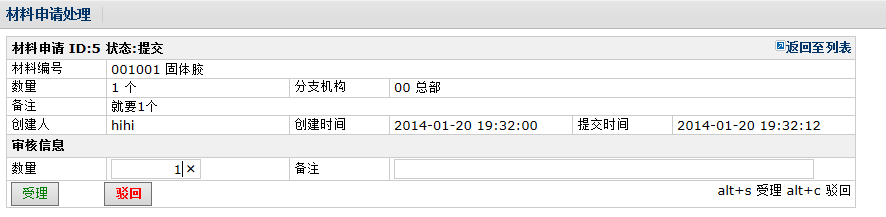 材料申请处理
材料申请 ID:5 状态:提交 返回至列表
材料编号 001001 固体胶
数量 1 个 分支机构 00 总部
备注 就要1个
创建人 hihi 创建时间 2014-01-20 19:32:00 提交时间 2014-01-20 19:32:12
审核信息
数量 1 × 备注
受理 驳回 alt+s 受理 alt+c 驳回